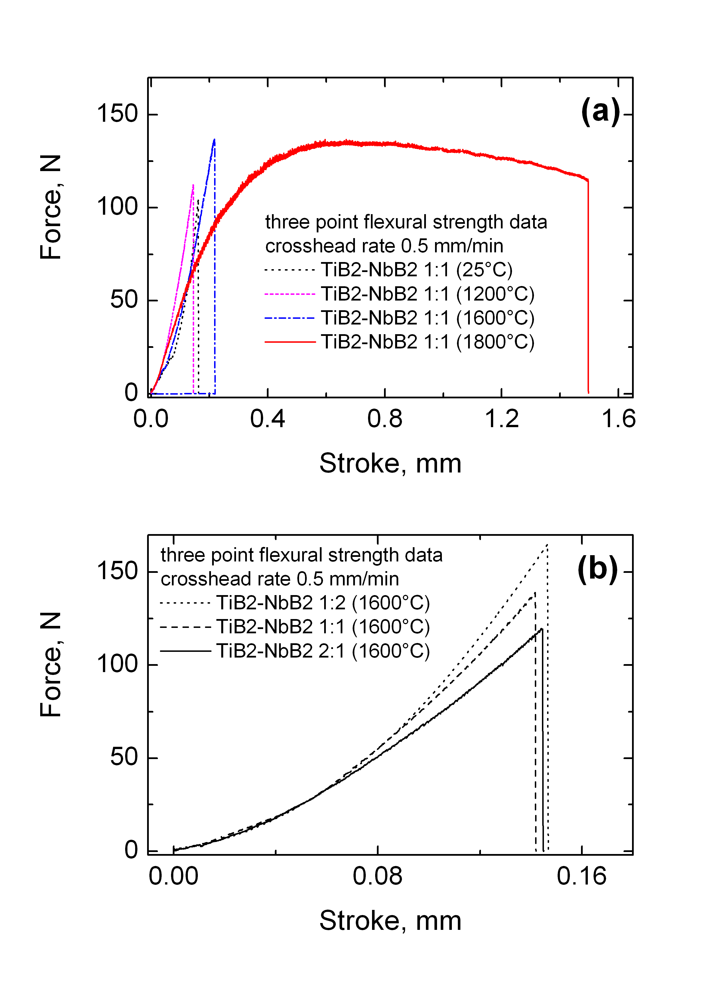 (a)
150
100
50
0
Force, N
three point flexural strength data
crosshead rate 0.5 mm/min
TiB2-NbB2 1:1 (25°C)
TiB2-NbB2 1:1 (1200°C)
TiB2-NbB2 1:1 (1600°C)
TiB2-NbB2 1:1 (1800°C)
0.0 0.4 0.8 1.2 1.6
Stroke, mm
(b)
150
100
50
0
Force, N
three point flexural strength data
crosshead rate 0.5 mm/min
TiB2-NbB2 1:2 (1600°C)
TiB2-NbB2 1:1 (1600°C)
TiB2-NbB2 2:1 (1600°C)
0.00 0.08 0.16
Stroke, mm